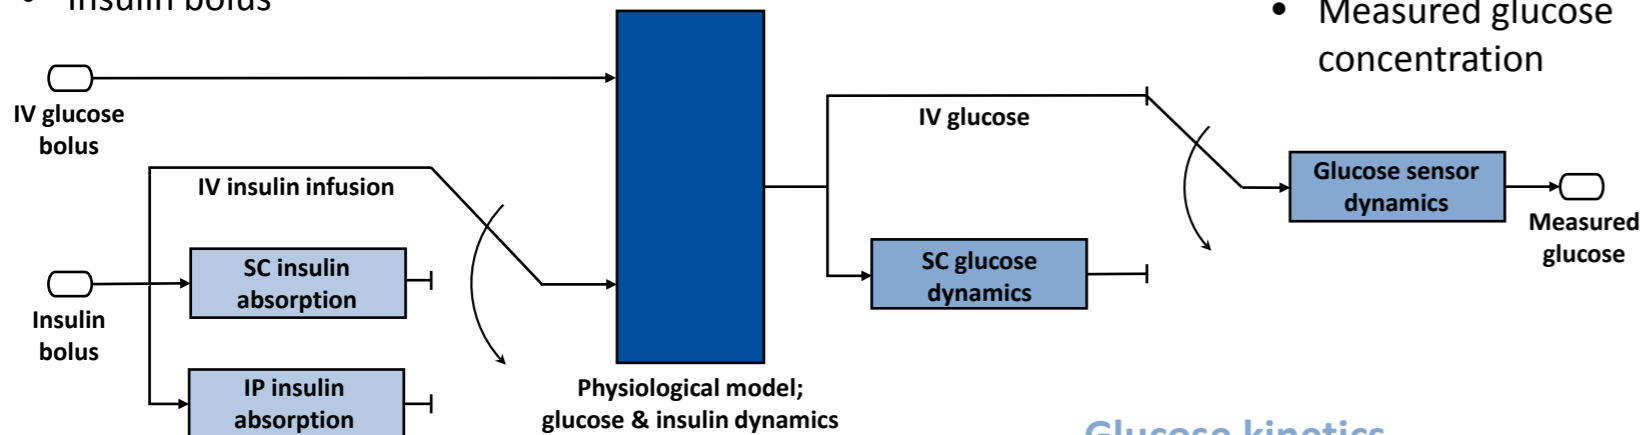 • Insulin bolus
• Measured glucose
concentration
IV glucose
bolus
IV glucose
IV insulin infusion
Glucose sensor
dynamics
Measured
glucose
SC insulin
absorption
SC glucose
dynamics
Insulin
bolus
IP insulin
absorption
Physiological model;
glucose & insulin dynamics
Glucose kinetics